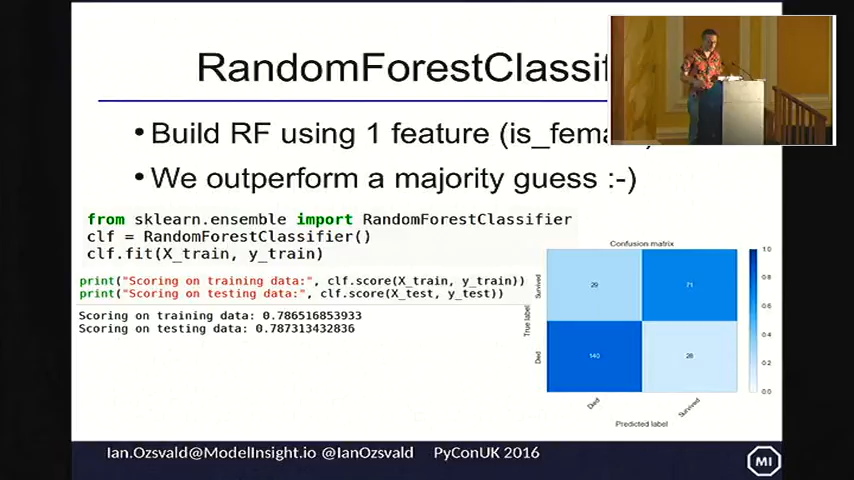 RandomForestClassif
• Build RF using 1 feature (is_fema
• We outperform a majority guess :-)
from sklearn.ensemble import RandomForestClassifier
clf = RandomForestClassifier()
clf.fit(X_train, y_train)
print("Scoring on training data:", clf.score(X_train, y_train))
print("Scoring on testing data:", clf.score(X_test, y_test))
Scoring on training data: 0.786516853933
Scoring on testing data: 0.787313432836
Confusion matrix
True label
Survived
Died
29
71
140
28
Died
Survived
Predicted label
1.0
0.8
0.6
0.4
0.2
0.0
Ian.Ozsvald@ModelInsight.io @IanOzsvald PyConUK 2016
MI